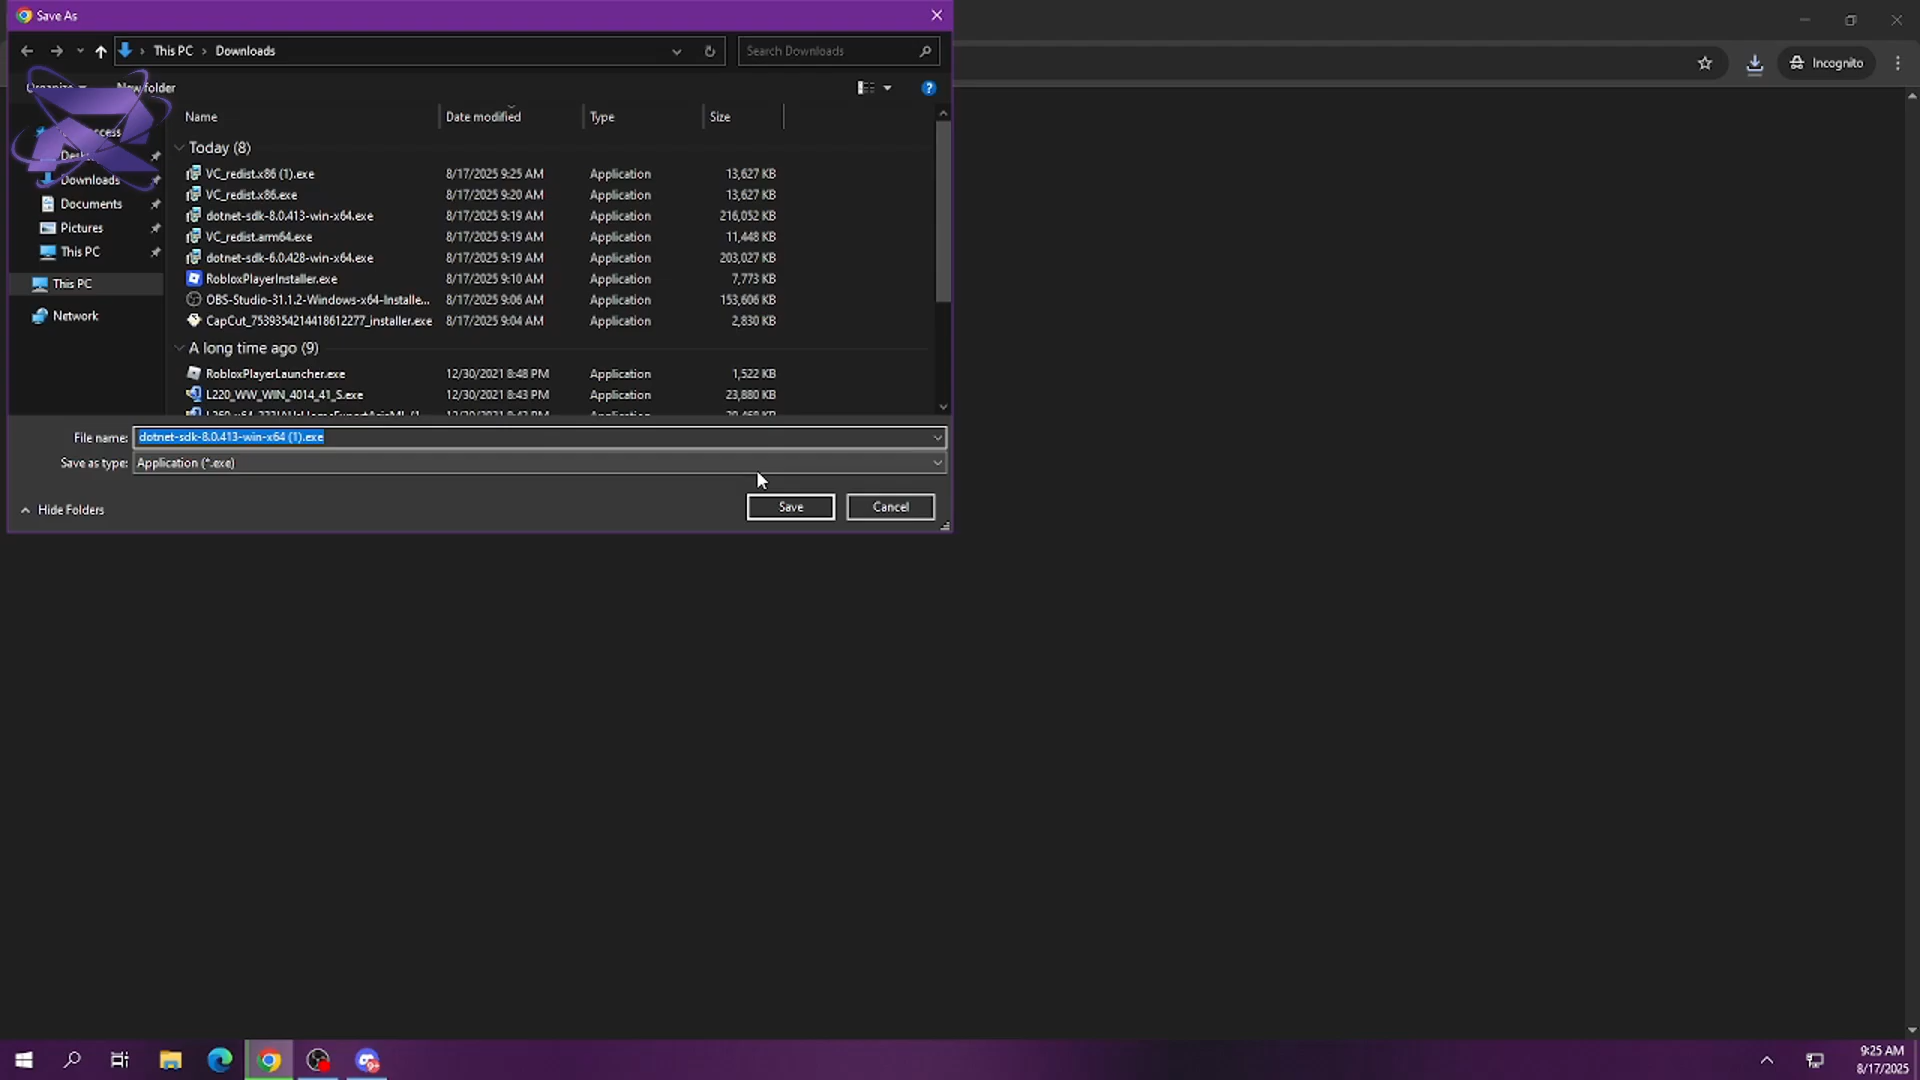 Save As
This PC > Downloads
Search Downloads
Organize New folder
Name Date modified Type Size
Today (8)
VC_redist.x86 (1).exe 8/17/2025 9:25 AM Application 13,627 KB
VC_redist.x86.exe 8/17/2025 9:20 AM Application 13,627 KB
dotnet-sdk-8.0.413-win-x64.exe 8/17/2025 9:19 AM Application 216,052 KB
VC_redist.arm64.exe 8/17/2025 9:19 AM Application 11,448 KB
dotnet-sdk-6.0.428-win-x64.exe 8/17/2025 9:19 AM Application 203,027 KB
RobloxPlayerInstaller.exe 8/17/2025 9:10 AM Application 7,773 KB
OBS-Studio-31.1.2-Windows-x64-Installe... 8/17/2025 9:06 AM Application 153,606 KB
CapCut_7539354214418612277_installer.exe 8/17/2025 9:04 AM Application 2,830 KB
A long time ago (9)
RobloxPlayerLauncher.exe 12/30/2021 8:48 PM Application 1,522 KB
L220_WW_WIN_4014_41_S.exe 12/30/2021 8:43 PM Application 23,880 KB
Downloads
Documents
Pictures
This PC
This PC
Network
File name: dotnet-sdk-8.0.413-win-x64 (1).exe
Save as type: Application (*.exe)
Hide Folders
Save Cancel
Incognito
9:25 AM
8/17/2025